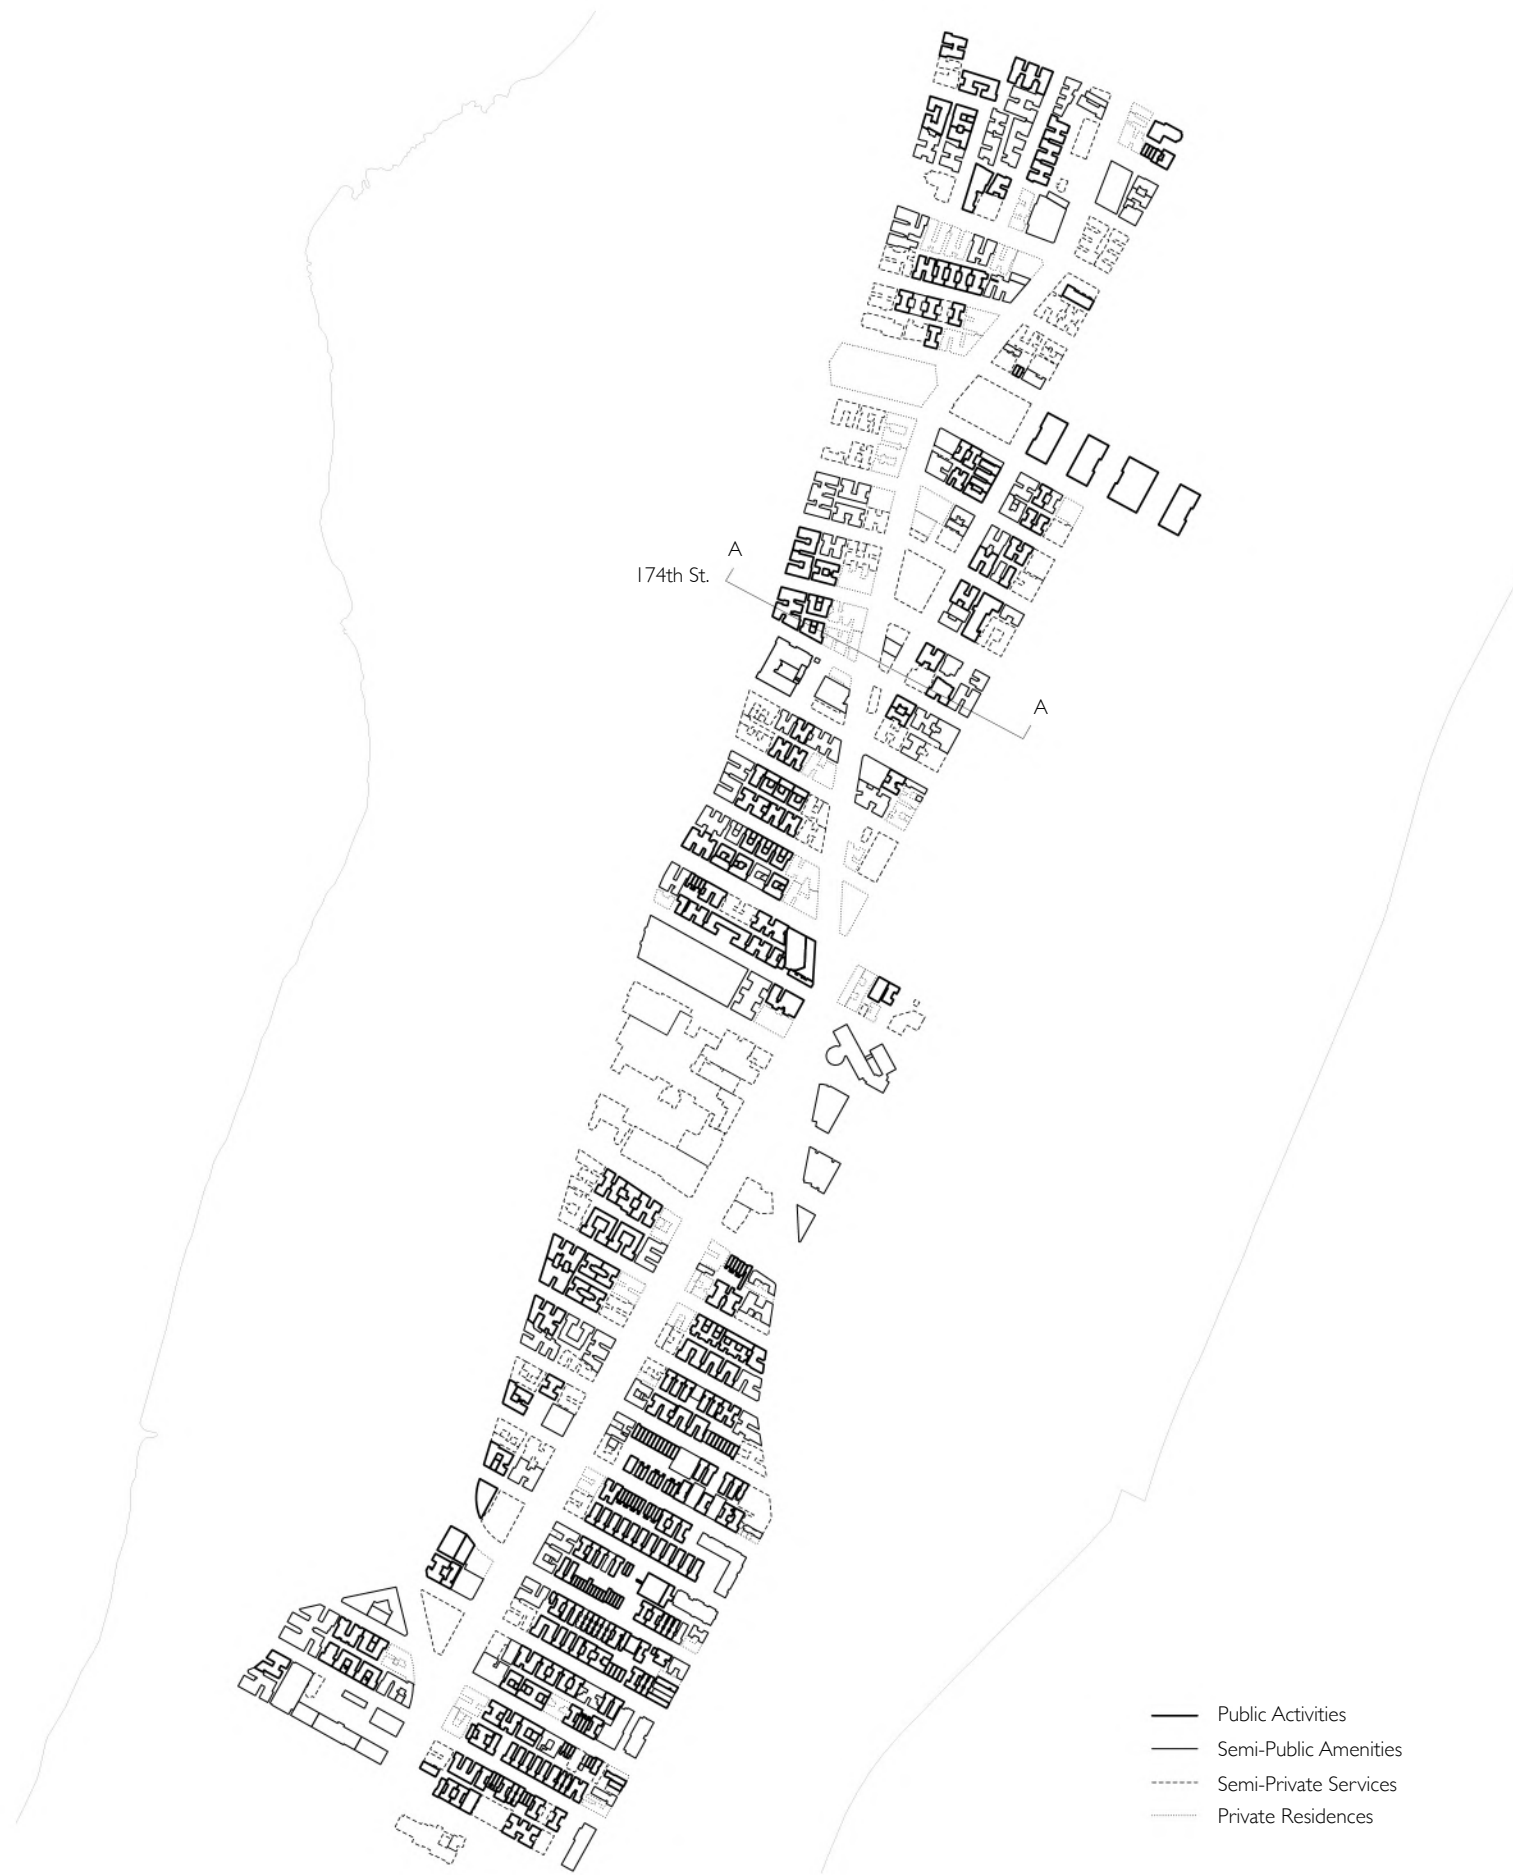 A
174th St.
A
Public Activities
Semi-Public Amenities
Semi-Private Services
Private Residences